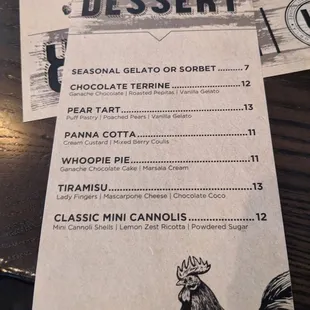 DESSERT
SEASONAL GELATO OR SORBET........7
CHOCOLATE TERRINE....................12
Ganache Chocolate | Roasted Pepitas | Vanilla Gelato
PEAR TART....................................13
Puff Pastry | Poached Pears | Vanilla Gelato
PANNA COTTA...............................11
Cream Custard | Mixed Berry Coulis
WHOOPIE PIE.................................11
Ganache Chocolate Cake | Marsala Cream
TIRAMISU.......................................13
Lady Fingers | Mascarpone Cheese | Chocolate Coco
CLASSIC MINI CANNOLIS..................12
Mini Cannoli Shells | Lemon Zest Ricotta | Powdered Sugar